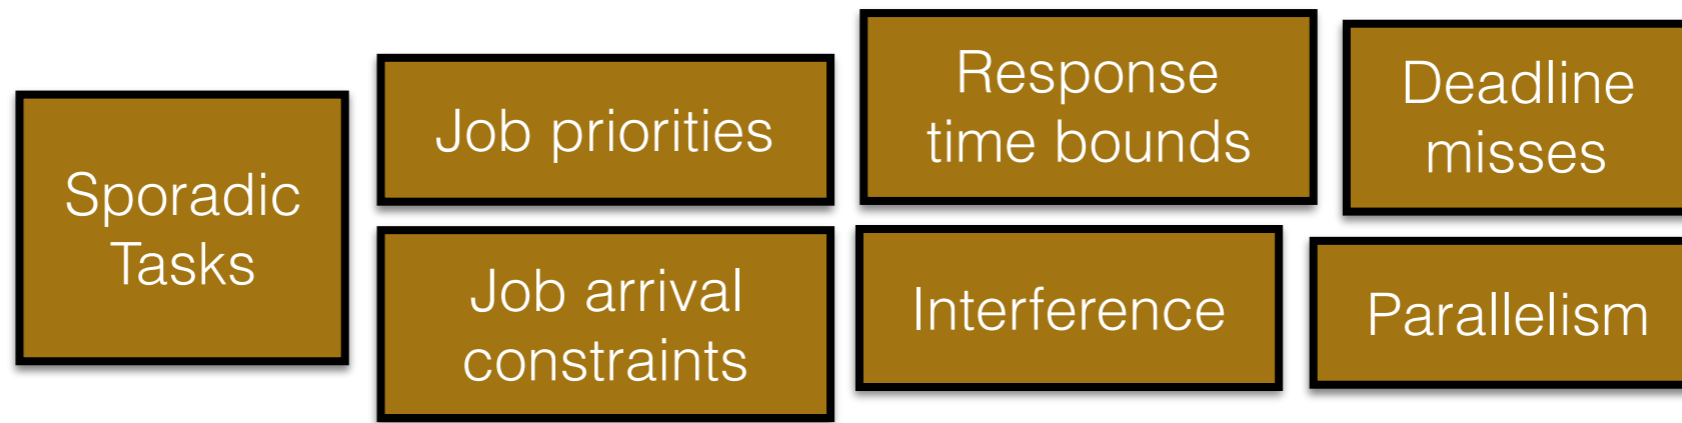 Sporadic
Tasks
Job priorities
Job arrival
constraints
Response
time bounds
Interference
Deadline
misses
Parallelism